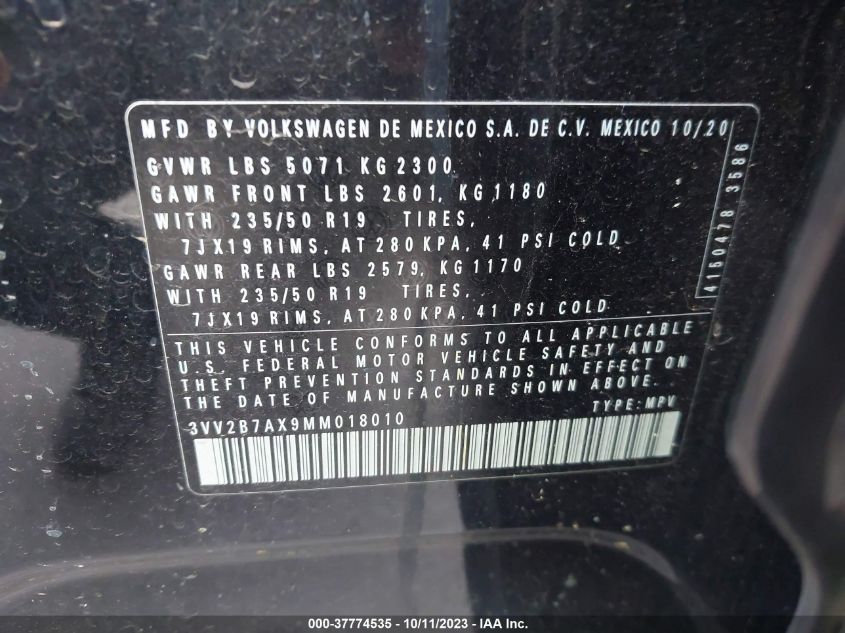 MFD BY VOLKSWAGEN DE MEXICO S.A. DE C.V. MEXICO 10/20
GVWR LBS 5071 KG 2300
GAWR FRONT LBS 2601, KG 1180
WITH 235/50 R19 TIRES,
7JX19 RIMS, AT 280 KPA, 41 PSI COLD
GAWR REAR LBS 2579, KG 1170
WITH 235/50 R19 TIRES,
7JX19 RIMS, AT 280 KPA, 41 PSI COLD
4150478 3586
THIS VEHICLE CONFORMS TO ALL APPLICABLE
U.S. FEDERAL MOTOR VEHICLE SAFETY AND
THEFT PREVENTION STANDARDS IN EFFECT ON
THE DATE OF MANUFACTURE SHOWN ABOVE.
TYPE: MPV
3VV2B7AX9MM018010
000-37774535 - 10/11/2023 - IAA Inc.